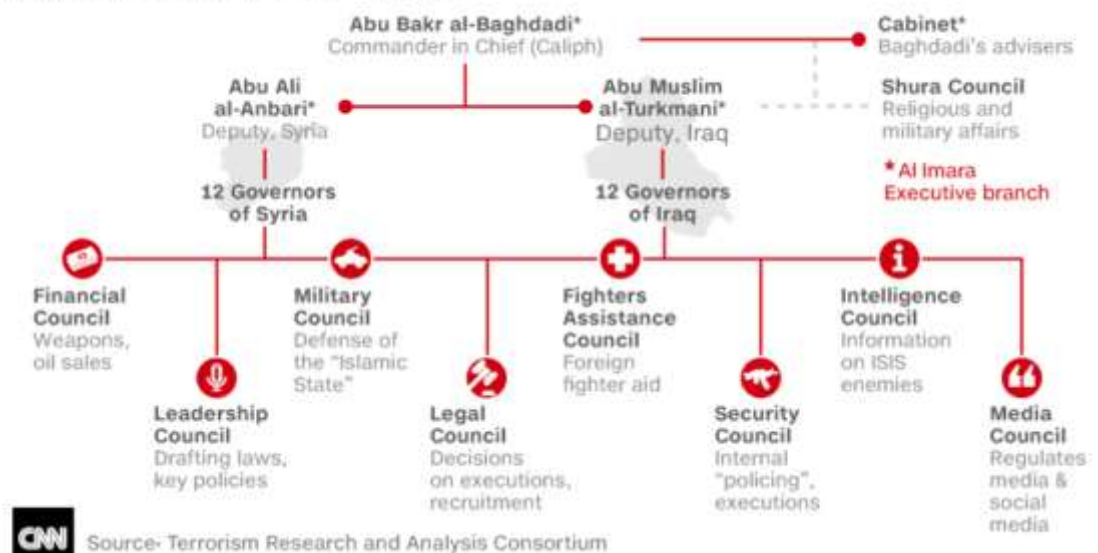 Abu Bakr al-Baghdadi*
Commander in Chief (Caliph)
Cabinet*
Baghdadi's advisers
Abu Ali
al-Anbari*
Deputy, Syria
Abu Muslim
al-Turkmani*
Deputy, Iraq
Shura Council
Religious and
military affairs
* Al Imara
Executive branch
12 Governors
of Syria
12 Governors
of Iraq
Financial
Council
Weapons,
oil sales
Military
Council
Defense of
the "Islamic
State"
Fighters
Assistance
Council
Foreign
fighter aid
Intelligence
Council
Information
on ISIS
enemies
Leadership
Council
Drafting laws,
key policies
Legal
Council
Decisions
on executions,
recruitment
Security
Council
Internal
"policing",
executions
Media
Council
Regulates
media &
social
media
CNN Source- Terrorism Research and Analysis Consortium